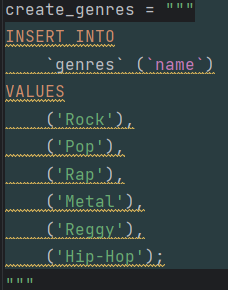 create_genres = """
INSERT INTO
    `genres` (`name`)
VALUES
    ('Rock'),
    ('Pop'),
    ('Rap'),
    ('Metal'),
    ('Reggy'),
    ('Hip-Hop');
"""